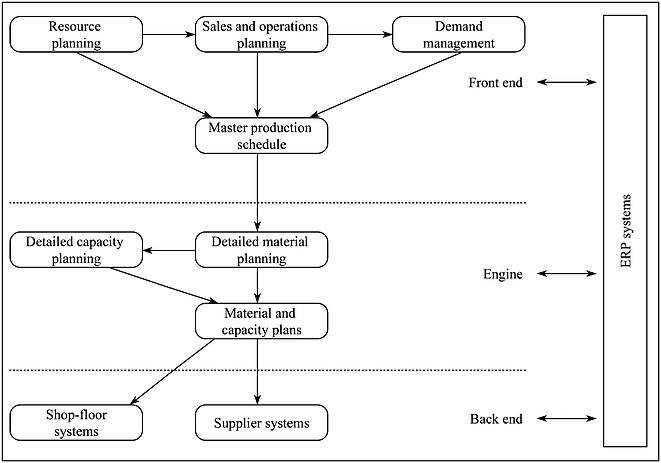 Resource
planning
Sales and operations
planning
Demand
management
Front end
Master production
schedule
Detailed capacity
planning
Detailed material
planning
Engine
Material and
capacity plans
Shop-floor
systems
Supplier systems
Back end
ERP systems